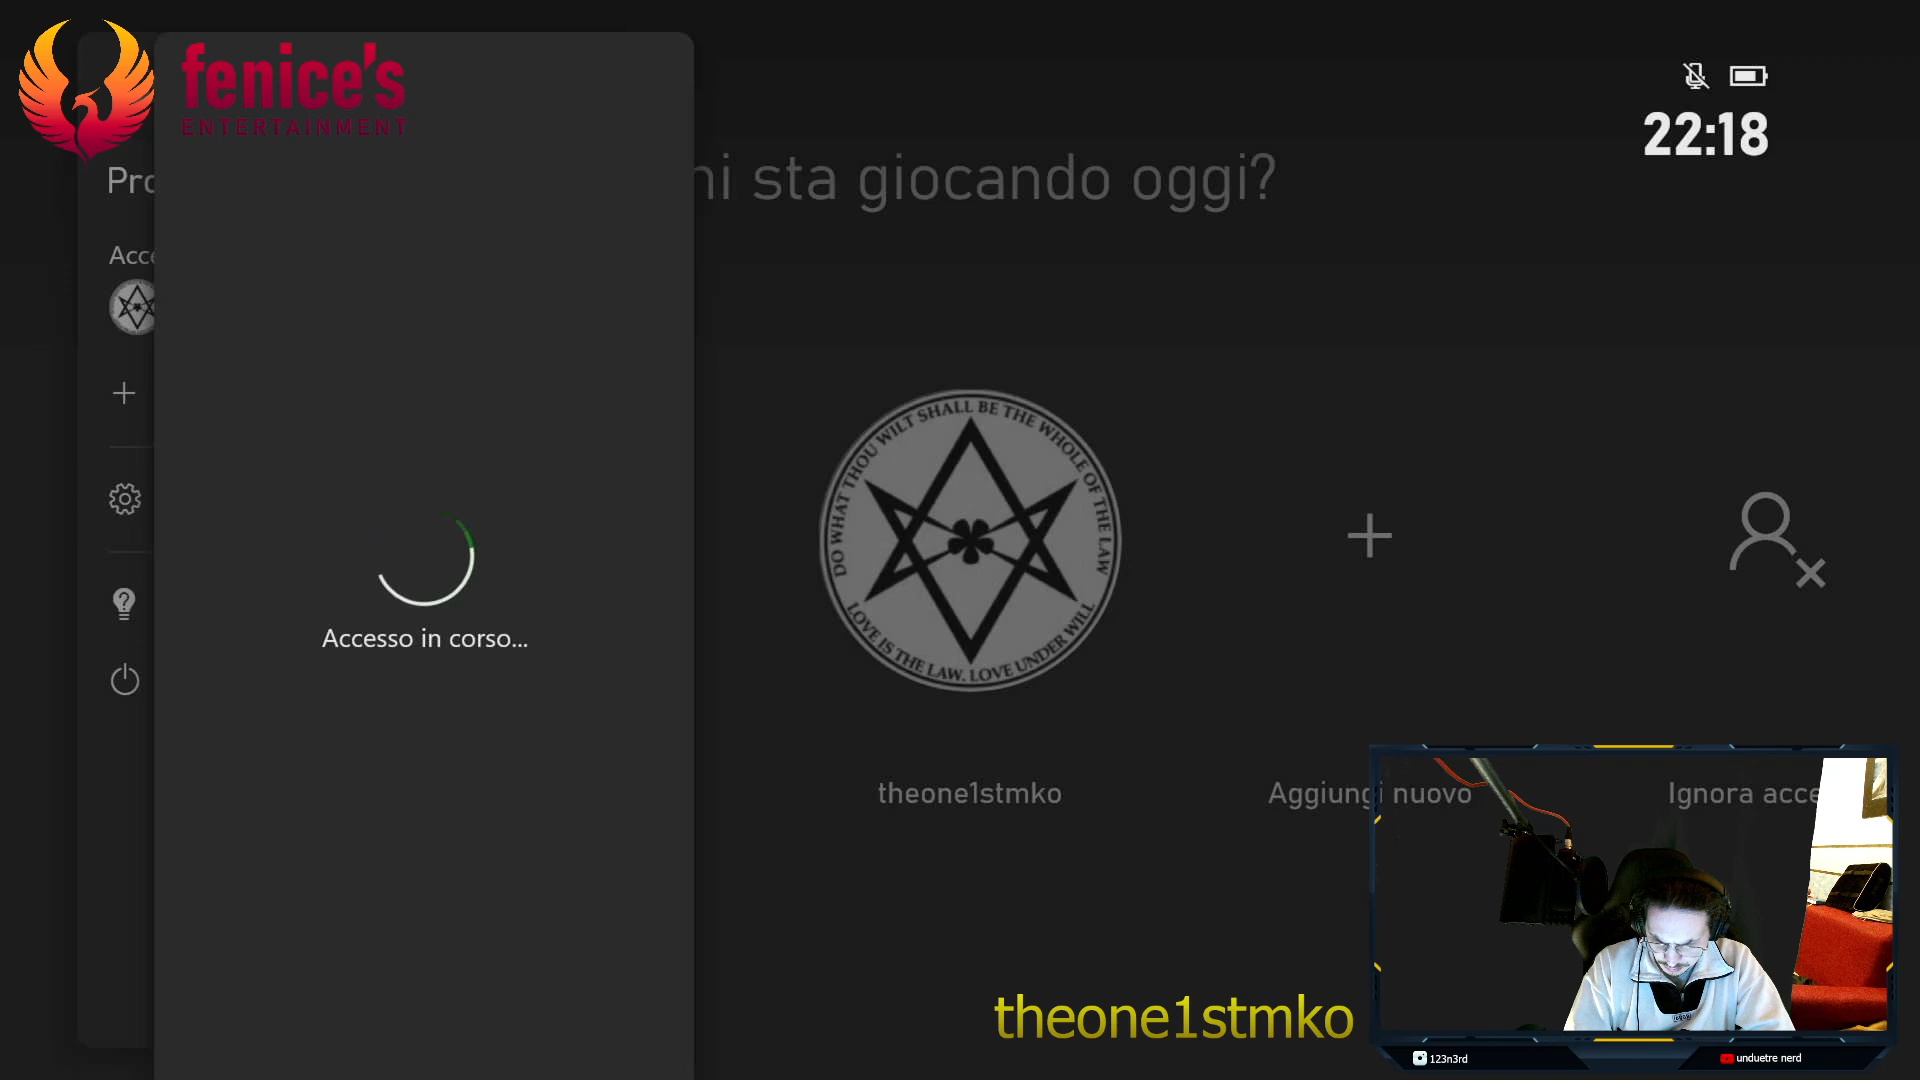 fenice's
ENTERTAINMENT
22:18
ni sta giocando oggi?
Pro
Acce
DO WHAT THOU WILT SHALL BE THE WHOLE OF THE LAW
LOVE IS THE LAW. LOVE UNDER WILL
Accesso in corso...
theone1stmko
Aggiungi nuovo
Ignora acce
theone1stmko
123n3rd
unduetre nerd